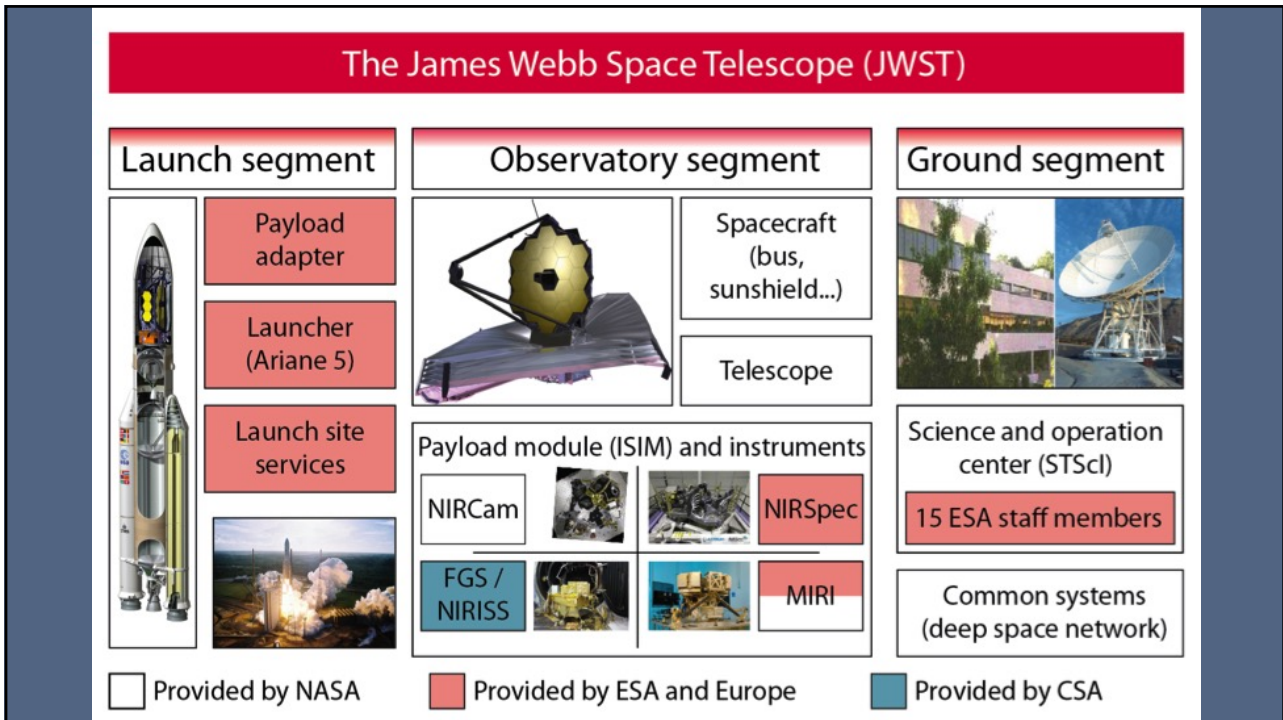 The James Webb Space Telescope (JWST)
Launch segment
Payload
adapter
Launcher
(Ariane 5)
Launch site
services
Observatory segment
Spacecraft
(bus,
sunshield...)
Telescope
Payload module (ISIM) and instruments
NIRCam
NIRSpec
FGS /
NIRISS
MIRI
Ground segment
Science and operation
center (STScI)
15 ESA staff members
Common systems
(deep space network)
Provided by NASA
Provided by ESA and Europe
Provided by CSA